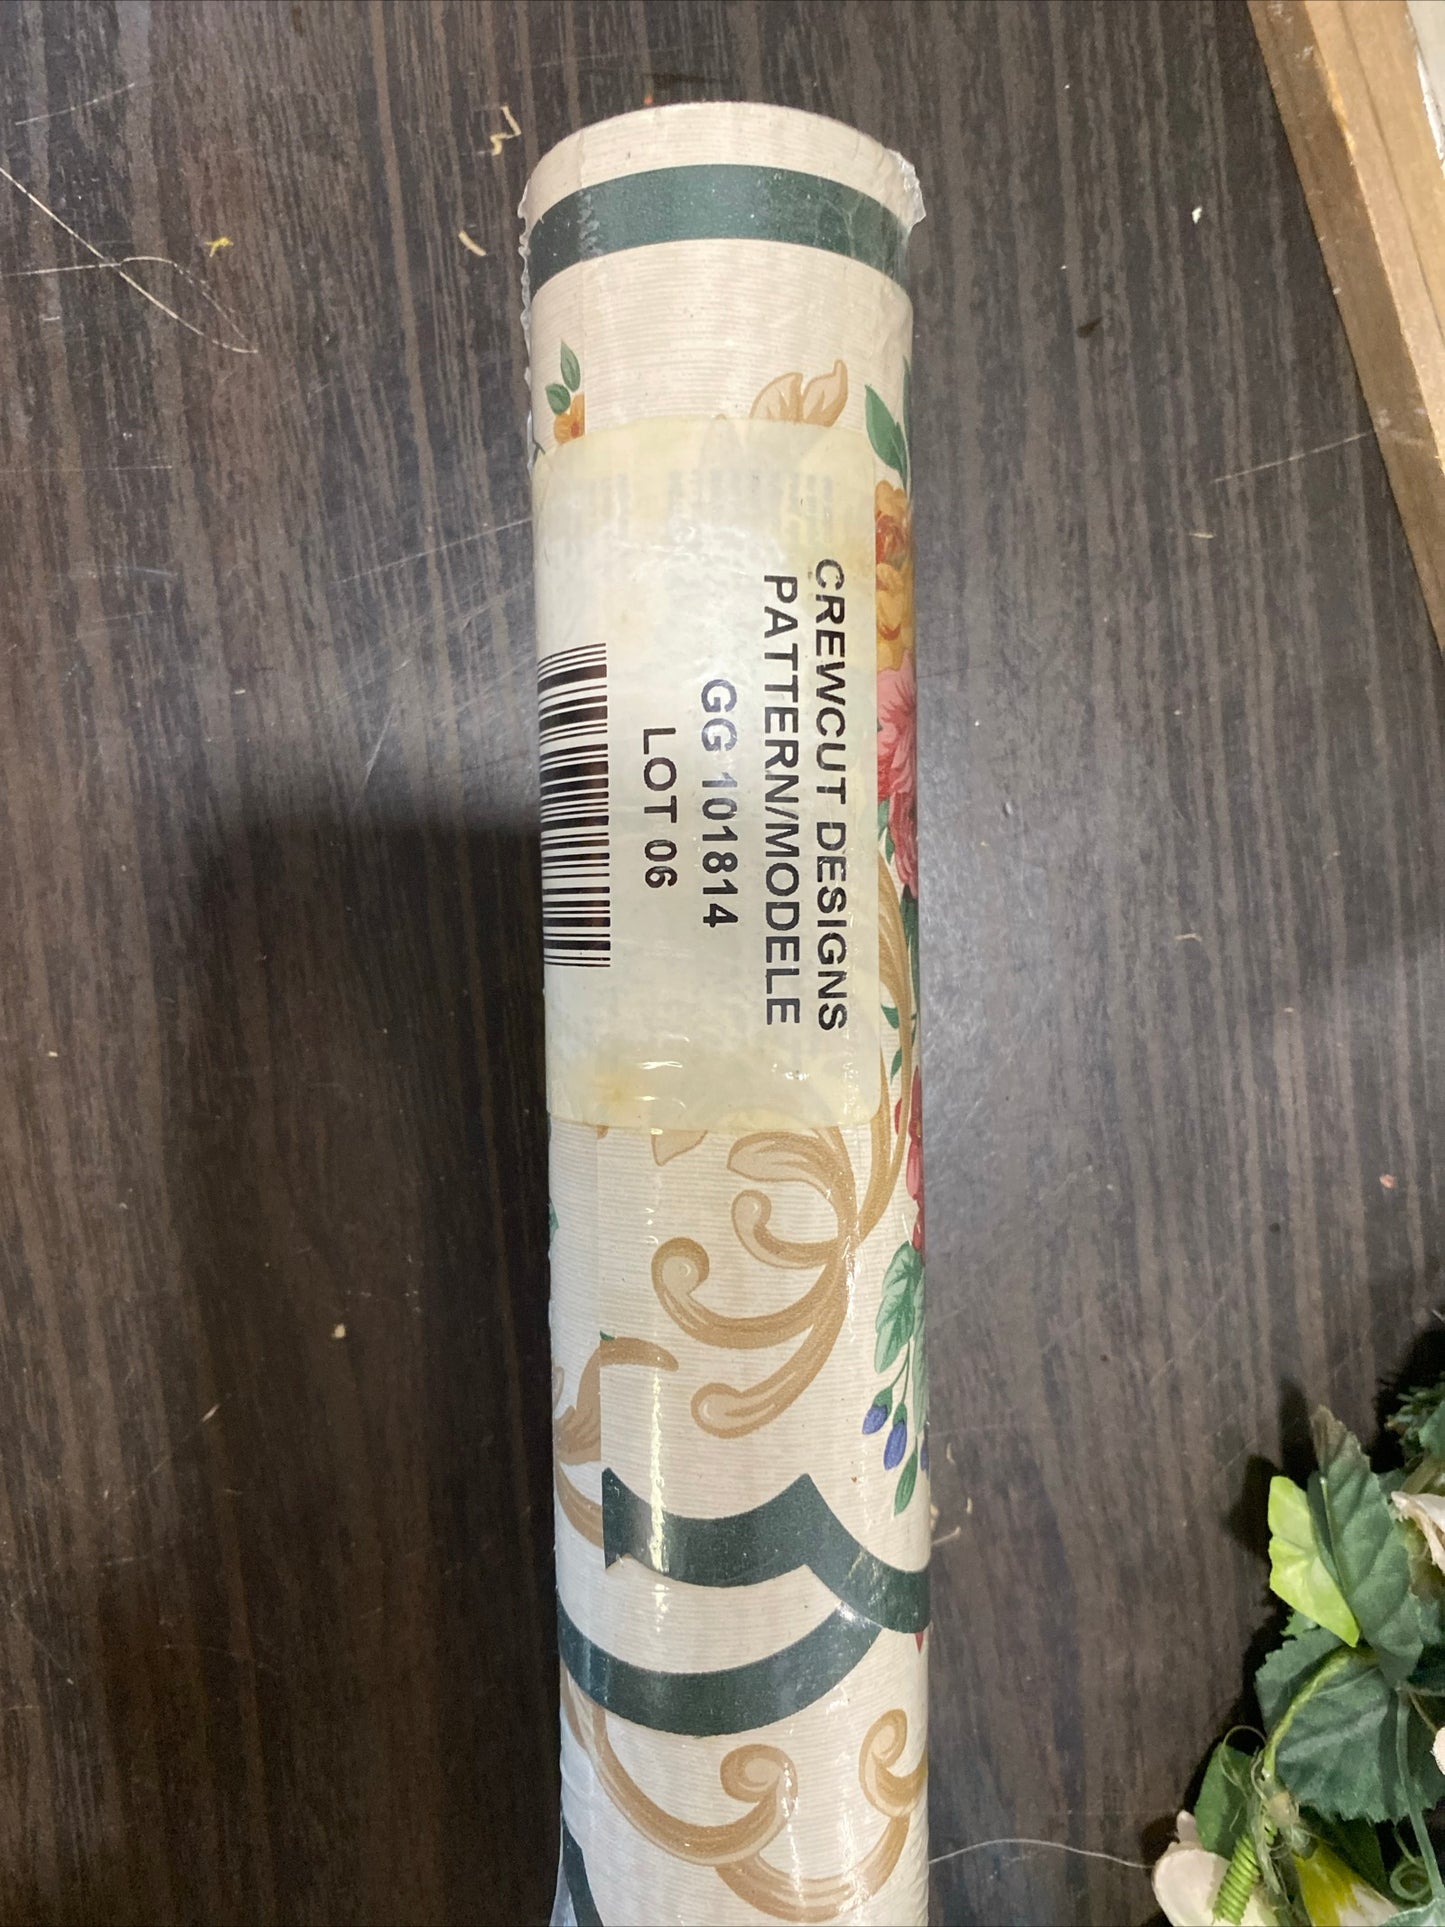 CREWCUT DESIGNS
PATTERN/MODELE
GG 101814
LOT 06